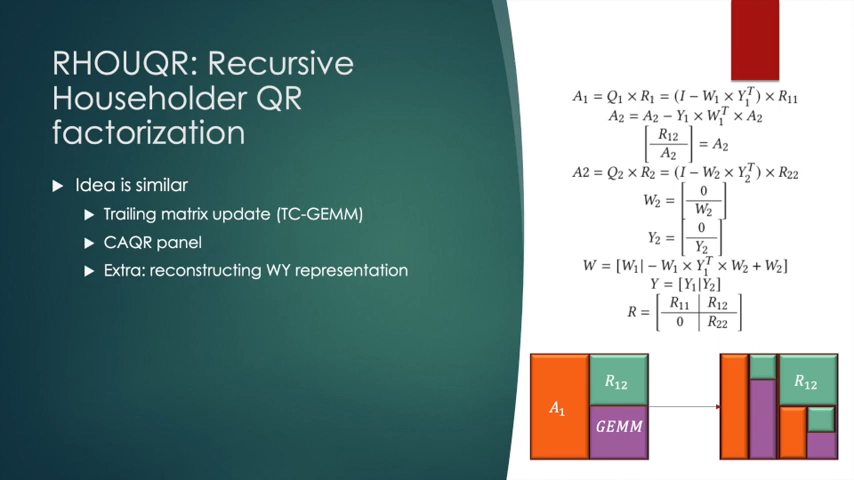 RHOUQR: Recursive
Householder QR
factorization
Idea is similar
Trailing matrix update (TC-GEMM)
CAQR panel
Extra: reconstructing WY representation
A₁ = Q₁ × R₁ = (I − W₁ × Y₁ᵀ) × R₁₁
A₂ = A₂ − Y₁ × W₁ᵀ × A₂
[R₁₂ / A₂] = A₂
A2 = Q₂ × R₂ = (I − W₂ × Y₂ᵀ) × R₂₂
W₂ = [0 / W₂]
Y₂ = [0 / Y₂]
W = [W₁| − W₁ × Y₁ᵀ × W₂ + W₂]
Y = [Y₁|Y₂]
R = [R₁₁ | R₁₂ / 0 | R₂₂]
A₁
R₁₂
GEMM
R₁₂